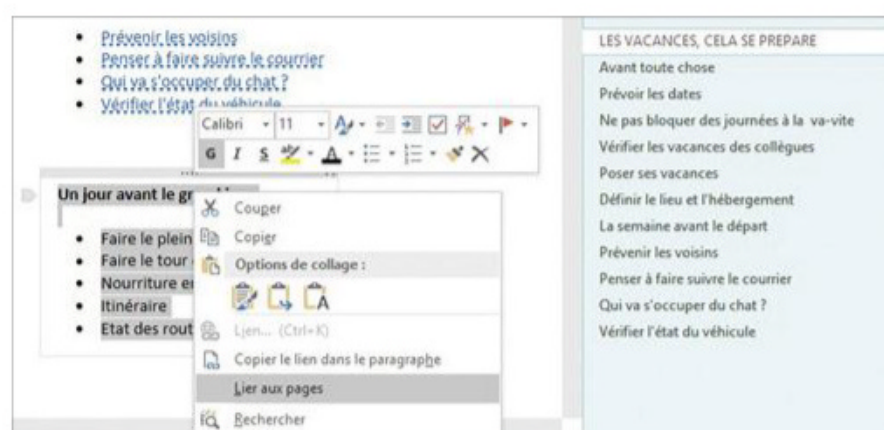 Prévenir les voisins
Penser à faire suivre le courrier
Qui va s'occuper du chat ?
Vérifier l'état du véhicule
Calibri 11
G I S A
Un jour avant le
Faire le plein
Faire le tour
Nourriture
Itinéraire
Etat des
Couper
Copier
Options de collage :
Lien... (Ctrl+K)
Copier le lien dans le paragraphe
Lier aux pages
Rechercher
LES VACANCES, CELA SE PREPARE
Avant toute chose
Prévoir les dates
Ne pas bloquer des journées à la va-vite
Vérifier les vacances des collègues
Poser ses vacances
Définir le lieu et l'hébergement
La semaine avant le départ
Prévenir les voisins
Penser à faire suivre le courrier
Qui va s'occuper du chat ?
Vérifier l'état du véhicule